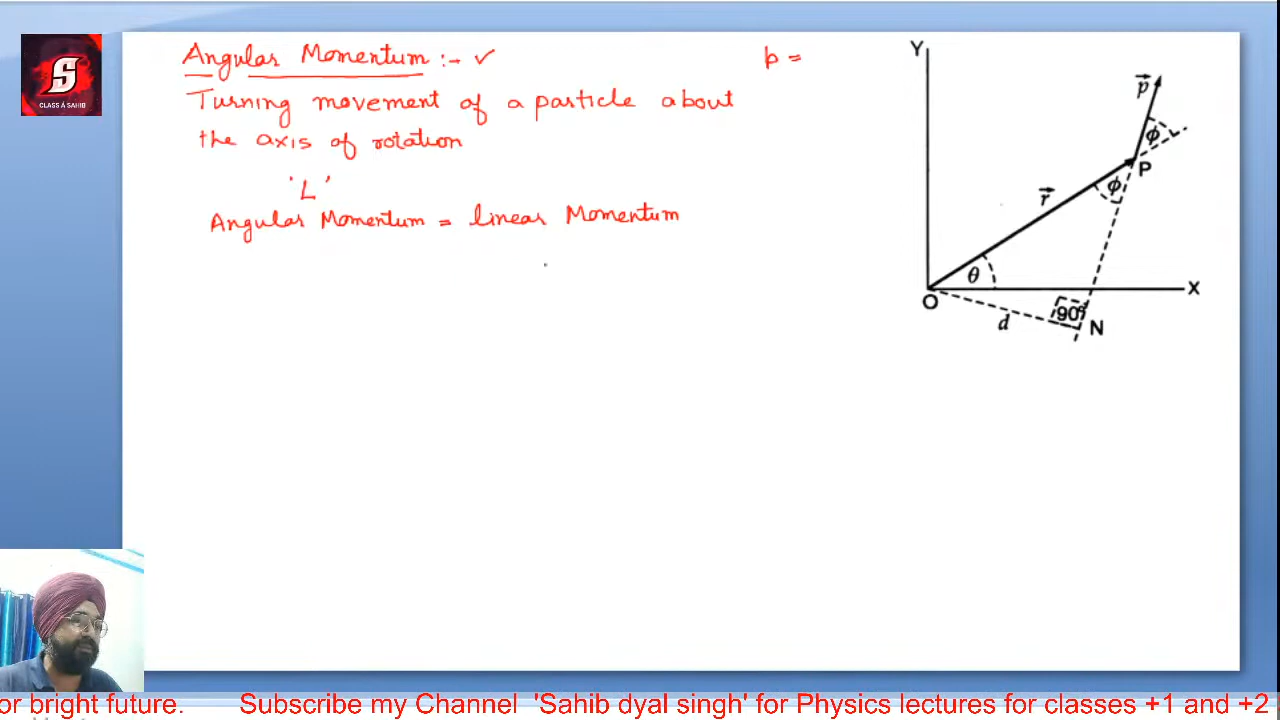 Angular Momentum :- ✓
Turning movement of a particle about
the axis of rotation
'L'
Angular Momentum = linear Momentum
p =
Y
p
ϕ
P
ϕ
r
θ
O
X
90°
d
N
S
CLASS Á SAHIB
or bright future. Subscribe my Channel 'Sahib dyal singh' for Physics lectures for classes +1 and +2